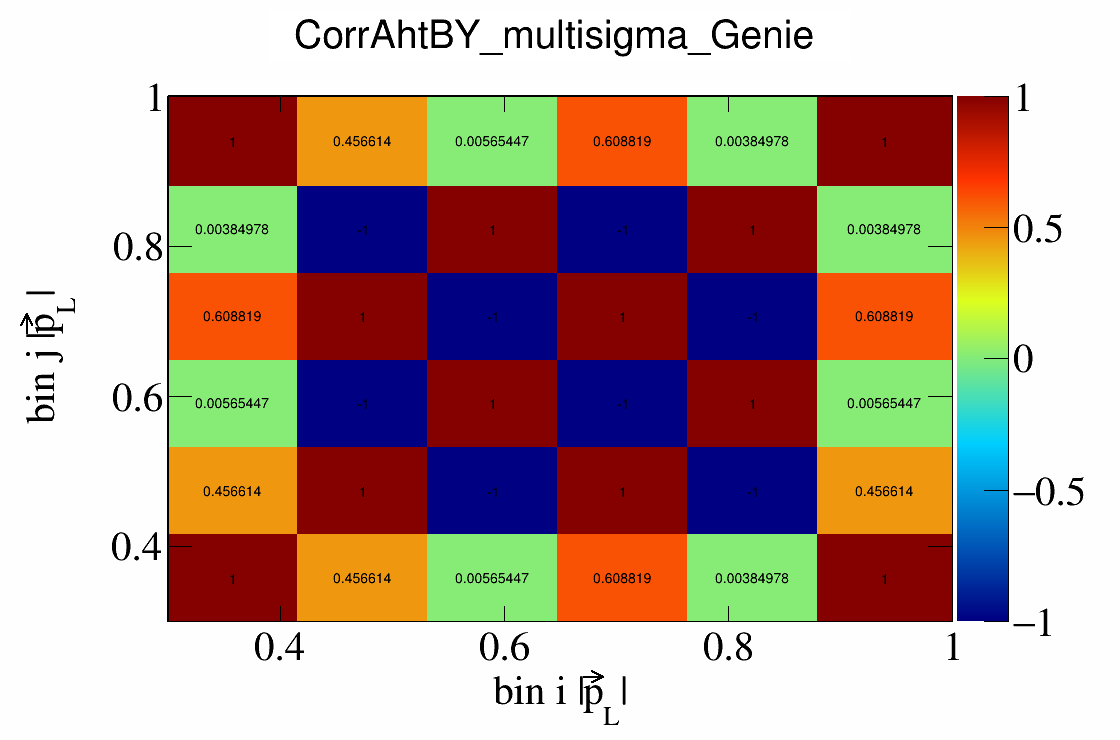 CorrAhtBY_multisigma_Genie
1
1 0.456614 0.00565447 0.608819 0.00384978 1
0.00384978 -1 1 -1 1 0.00384978
0.8
0.608819 1 -1 1 -1 0.608819
0.6
0.00565447 -1 1 -1 1 0.00565447
0.456614 1 -1 1 -1 0.456614
0.4
1 0.456614 0.00565447 0.608819 0.00384978 1
0.4 0.6 0.8 1
bin i |p⃗L|
bin j |p⃗L|
1
0.5
0
−0.5
−1